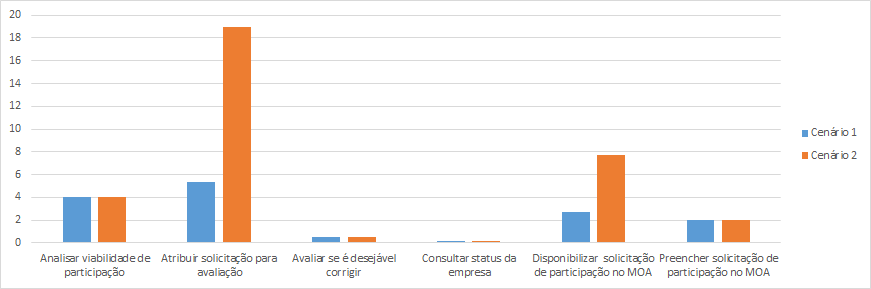 20
18
16
14
12
10
8
6
4
2
0
Analisar viabilidade de
participação
Atribuir solicitação para
avaliação
Avaliar se é desejável
corrigir
Consultar status da
empresa
Disponibilizar solicitação
de participação no MOA
Preencher solicitação de
participação no MOA
Cenário 1
Cenário 2